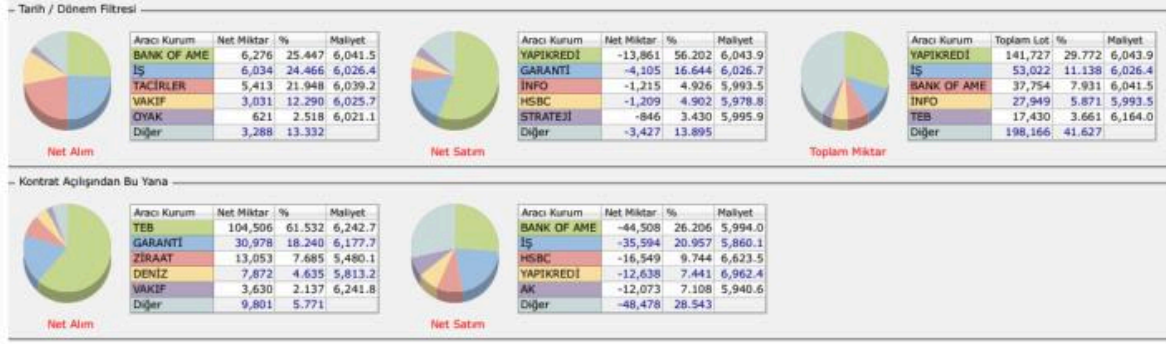 Tarih / Dönem Filtresi
Aracı Kurum Net Miktar % Maliyet
BANK OF AME 6,276 25.447 6,041.5
İŞ 6,034 24.466 6,026.4
TACİRLER 5,413 21.948 6,039.2
VAKIF 3,031 12.290 6,025.7
OYAK 621 2.518 6,021.1
Diğer 3,288 13.332
Net Alım
Aracı Kurum Net Miktar % Maliyet
YAPIKREDİ -13,861 56.202 6,043.9
GARANTİ -4,105 16.644 6,026.7
İNFO -1,215 4.926 5,993.5
HSBC -1,209 4.902 5,978.8
STRATEJİ -846 3.430 5,995.9
Diğer -3,427 13.895
Net Satım
Aracı Kurum Toplam Lot % Maliyet
YAPIKREDİ 141,727 29.772 6,043.9
İŞ 53,022 11.138 6,026.4
BANK OF AME 37,754 7.931 6,041.5
İNFO 27,949 5.871 5,993.5
TEB 17,430 3.661 6,164.0
Diğer 198,166 41.627
Toplam Miktar
Kontrat Açılışından Bu Yana
Aracı Kurum Net Miktar % Maliyet
TEB 104,506 61.532 6,242.7
GARANTİ 30,978 18.240 6,177.7
ZİRAAT 13,053 7.685 5,480.1
DENİZ 7,872 4.635 5,813.2
VAKIF 3,630 2.137 6,241.8
Diğer 9,801 5.771
Net Alım
Aracı Kurum Net Miktar % Maliyet
BANK OF AME -44,508 26.206 5,994.0
İŞ -35,594 20.957 5,860.1
HSBC -16,549 9.744 6,623.5
YAPIKREDİ -12,638 7.441 6,962.4
AK -12,073 7.108 5,940.6
Diğer -48,478 28.543
Net Satım